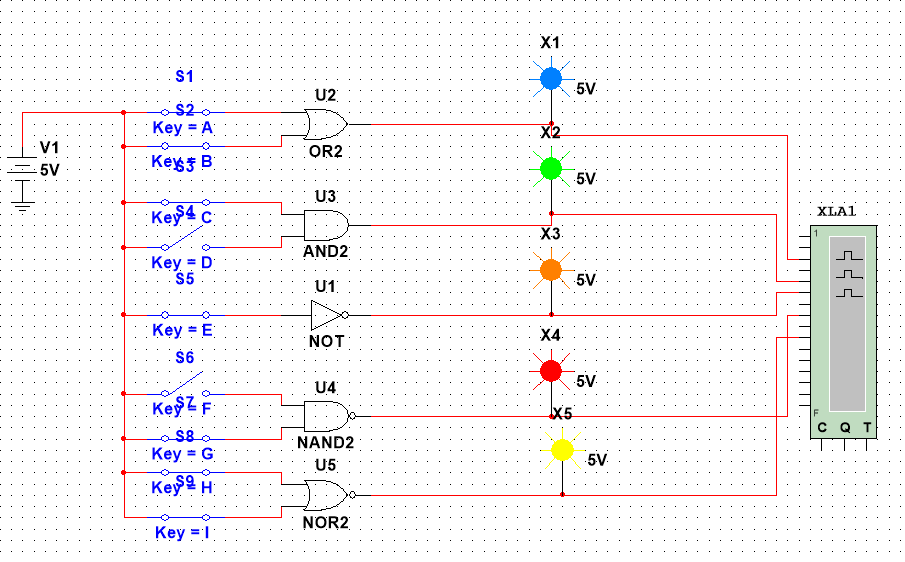 X1
5V
S1
U2
S2
Key = A
OR2
X2
V1
5V
Key = B
S3
5V
U3
S4
Key = C
XLA1
1
AND2
X3
Key = D
S5
U1
5V
Key = E
NOT
X4
S6
U4
5V
S7
Key = F
X5
F
C Q T
S8
NAND2
Key = G
U5
5V
S9
Key = H
NOR2
Key = I